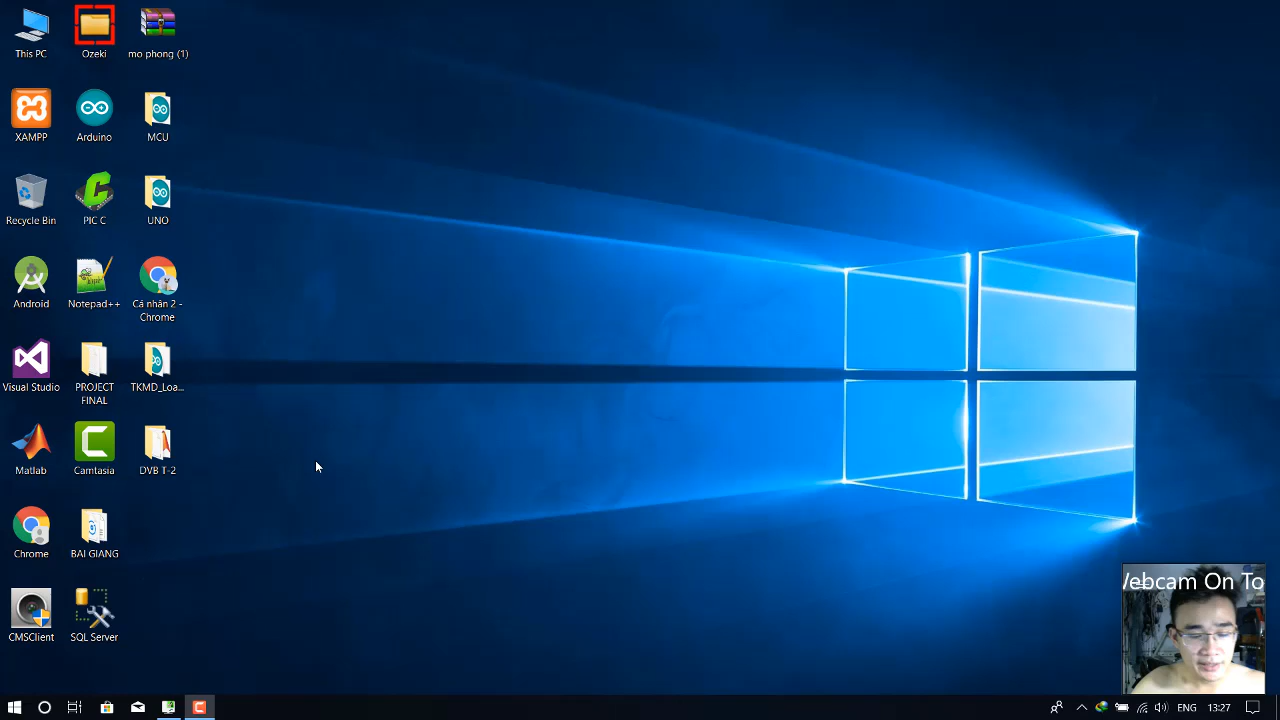 This PC
Ozeki
mo phong (1)
XAMPP
Arduino
MCU
Recycle Bin
PIC C
UNO
Android
Notepad++
Cá nhân 2 -
Chrome
Visual Studio
PROJECT
FINAL
TKMD_Loa...
Matlab
Camtasia
DVB T-2
Chrome
BAI GIANG
CMSClient
SQL Server
Webcam On To
ENG
13:27